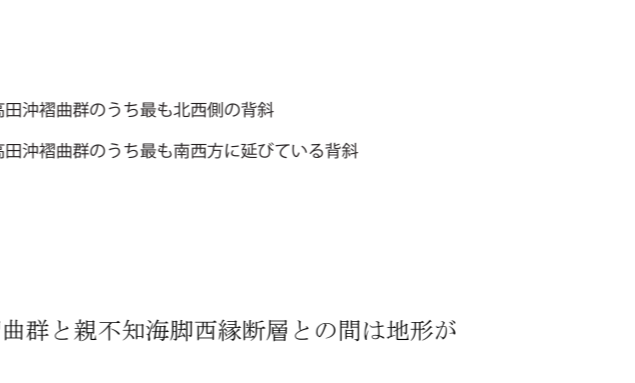 高田沖褶曲群のうち最も北西側の背斜
高田沖褶曲群のうち最も南西方に延びている背斜
曲群と親不知海脚西縁断層との間は地形が